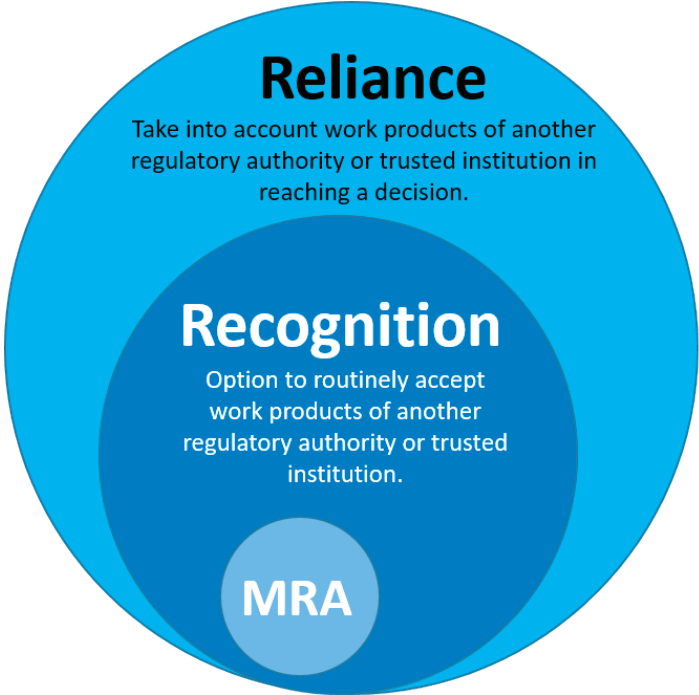 Reliance
Take into account work products of another
regulatory authority or trusted institution in
reaching a decision.
Recognition
Option to routinely accept
work products of another
regulatory authority or trusted
institution.
MRA